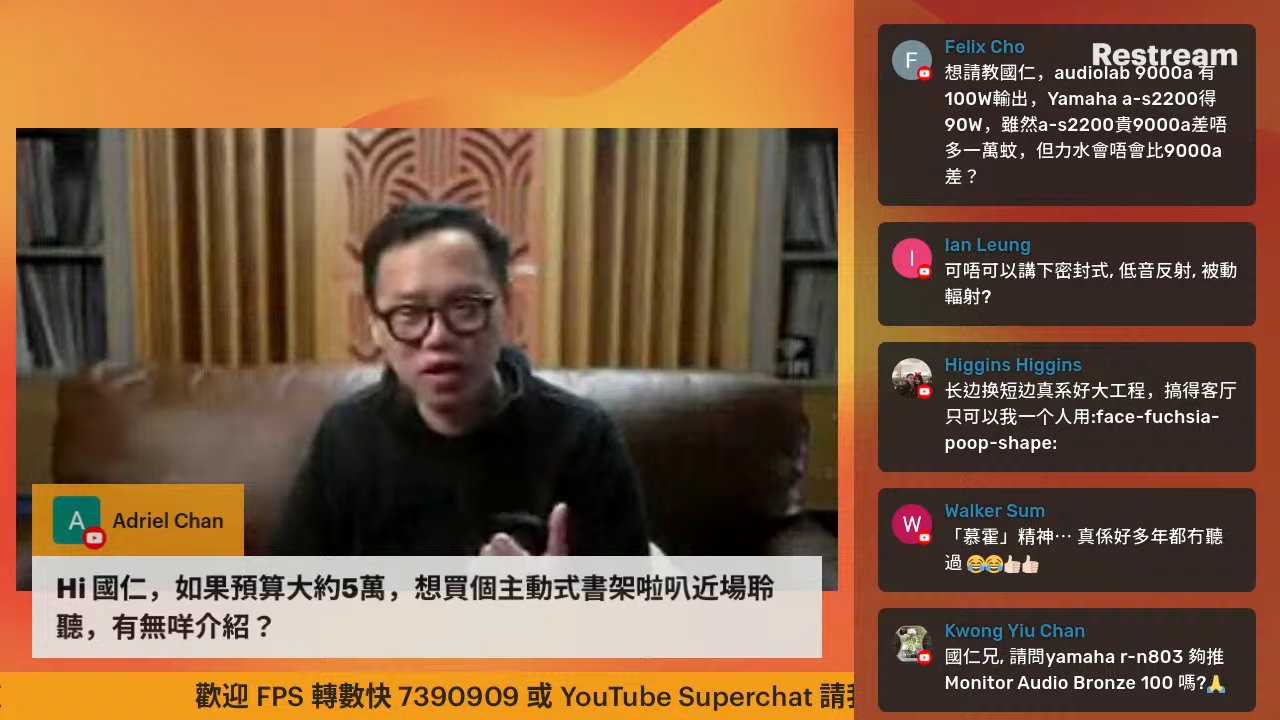 Restream
F
Felix Cho
想請教國仁，audiolab 9000a 有
100W輸出，Yamaha a-s2200得
90W，雖然a-s2200貴9000a差唔
多一萬蚊，但力水會唔會比9000a
差？
I
Ian Leung
可唔可以講下密封式, 低音反射, 被動
輻射?
Higgins Higgins
长边换短边真系好大工程，搞得客厅
只可以我一个人用:face-fuchsia-
poop-shape:
W
Walker Sum
「慕霍」精神… 真係好多年都冇聽
過 😂😂👍🏻👍🏻
Kwong Yiu Chan
國仁兄, 請問yamaha r-n803 夠推
Monitor Audio Bronze 100 嗎?🙏
A
Adriel Chan
Hi 國仁，如果預算大約5萬，想買個主動式書架啦叭近場聆
聽，有無咩介紹？
歡迎 FPS 轉數快 7390909 或 YouTube Superchat 請